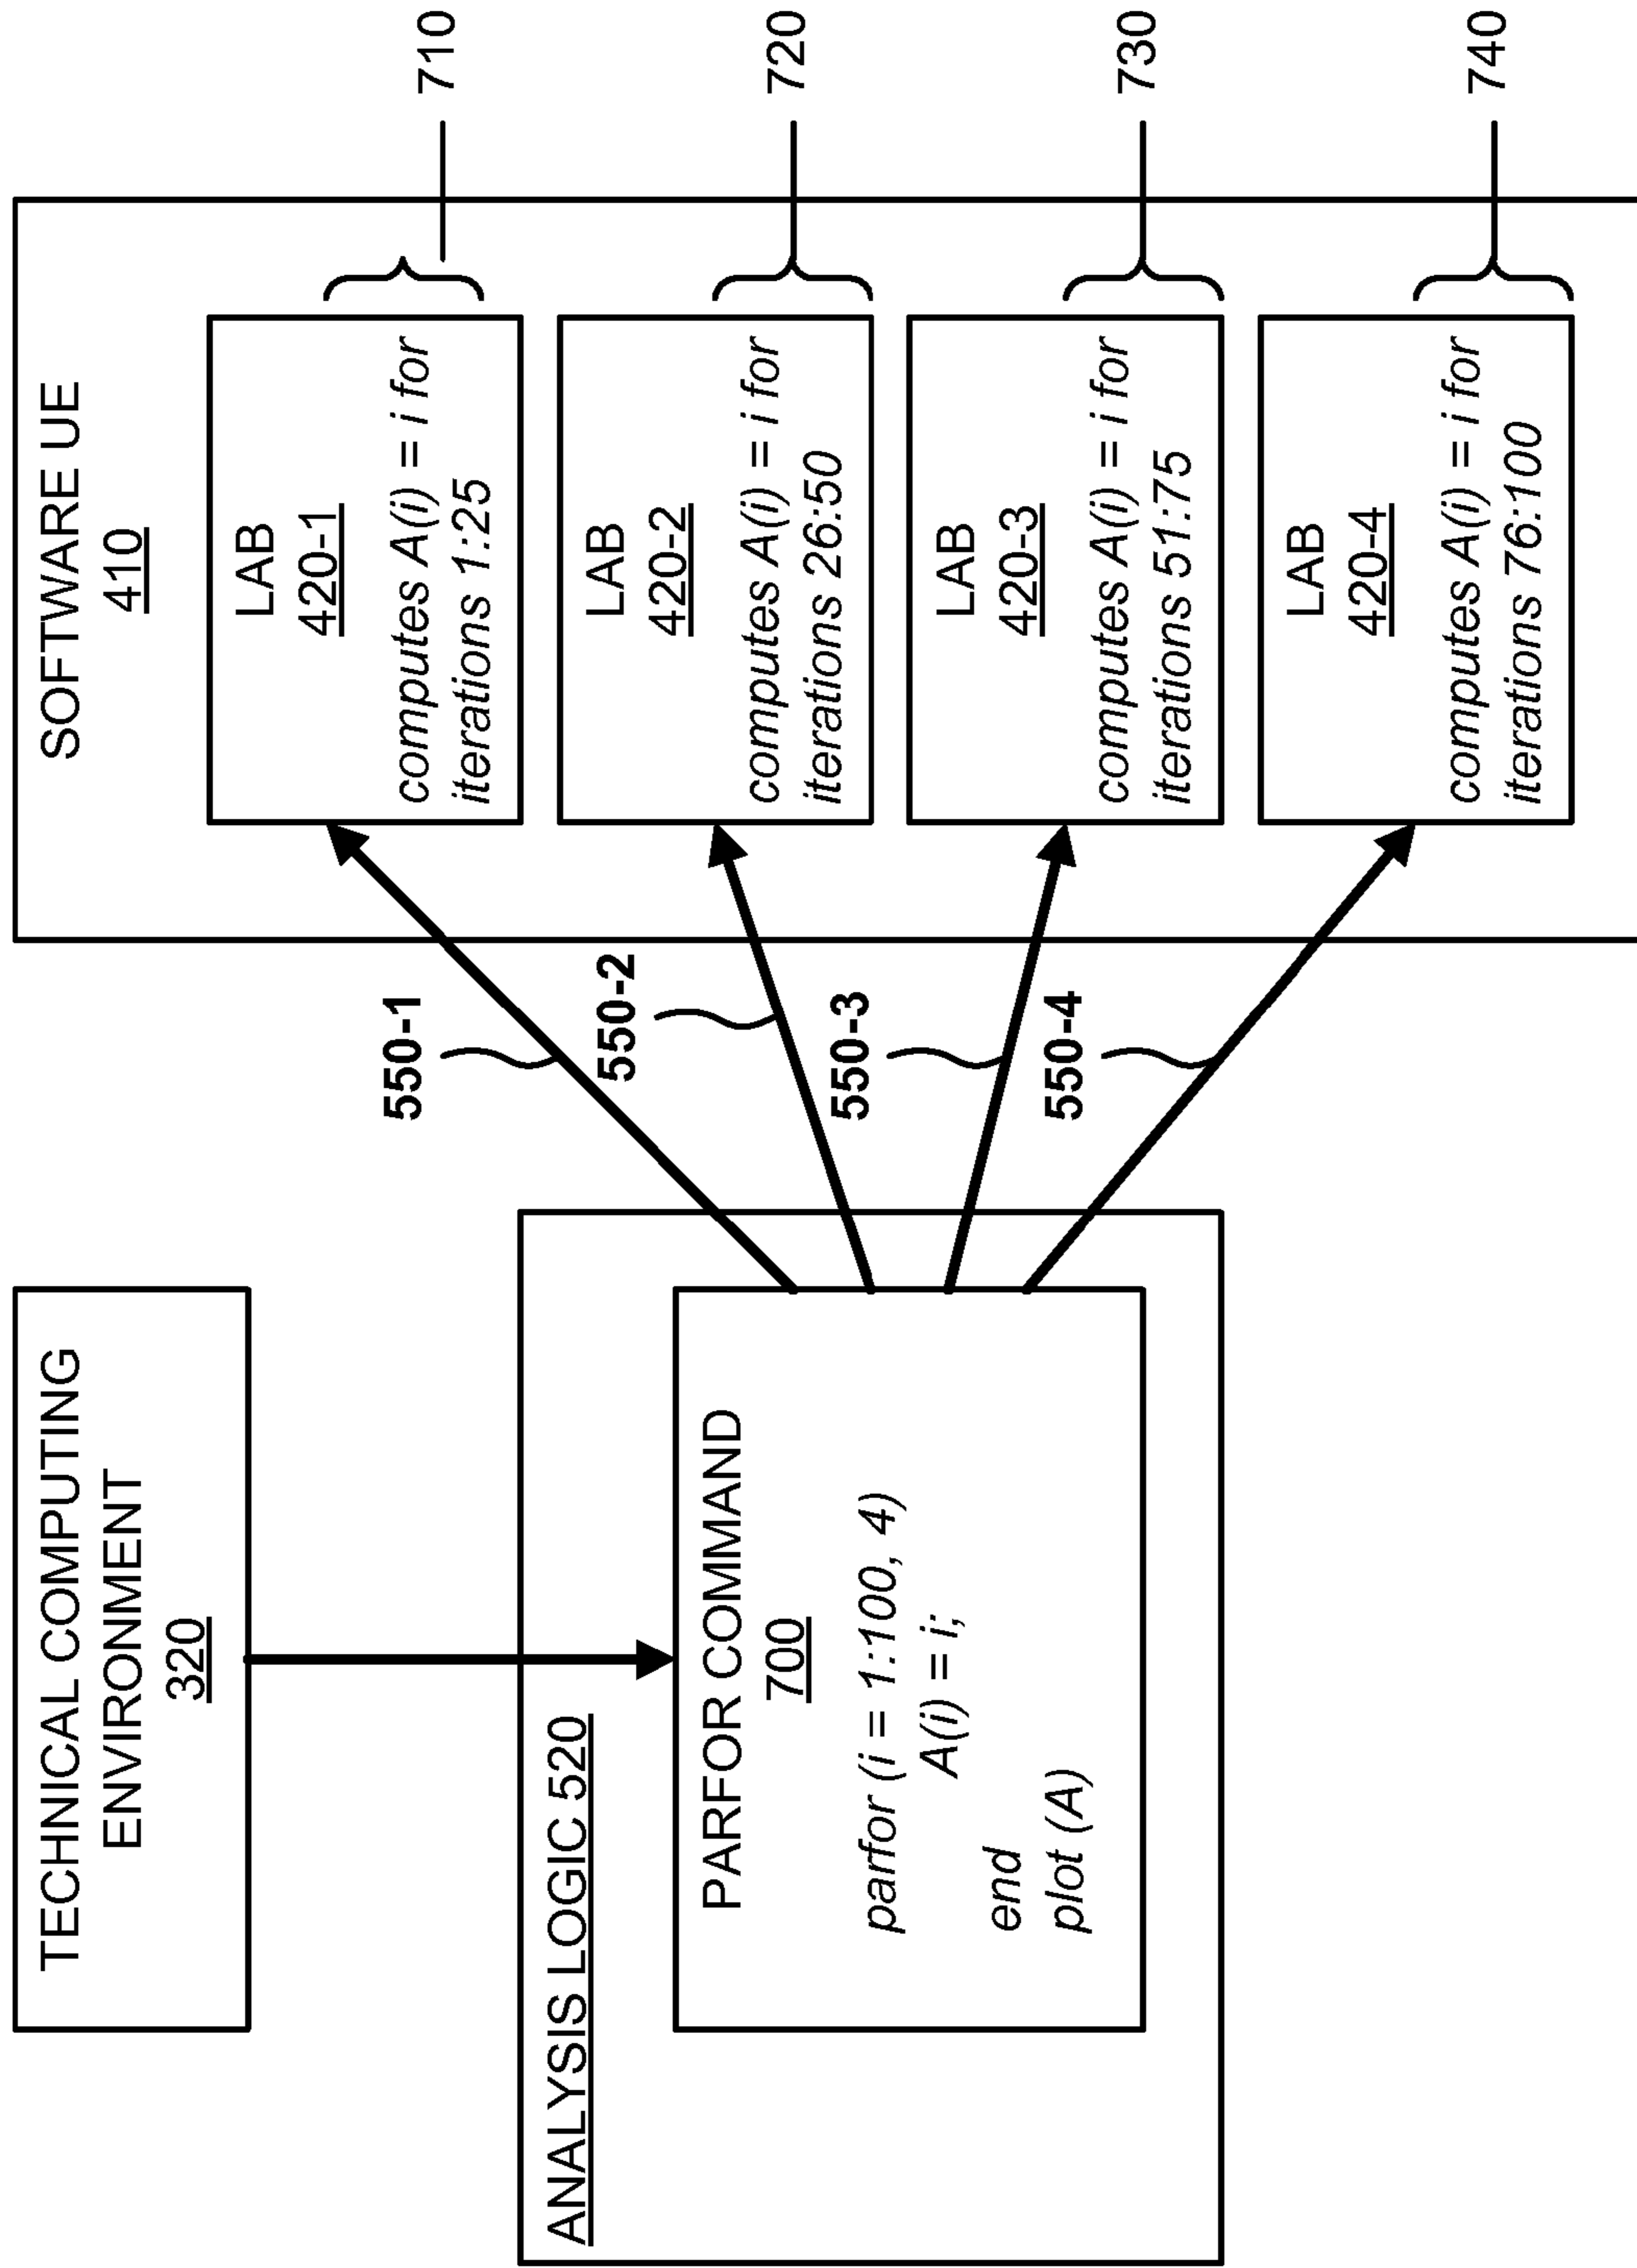 TECHNICAL COMPUTING
ENVIRONMENT
320
ANALYSIS LOGIC 520
PARFOR COMMAND
700
parfor (i = 1:100, 4)
A(i) = i;
end
plot (A)
550-1
550-2
550-3
550-4
SOFTWARE UE
410
LAB
420-1
computes A(i) = i for
iterations 1:25
710
LAB
420-2
computes A(i) = i for
iterations 26:50
720
LAB
420-3
computes A(i) = i for
iterations 51:75
730
LAB
420-4
computes A(i) = i for
iterations 76:100
740